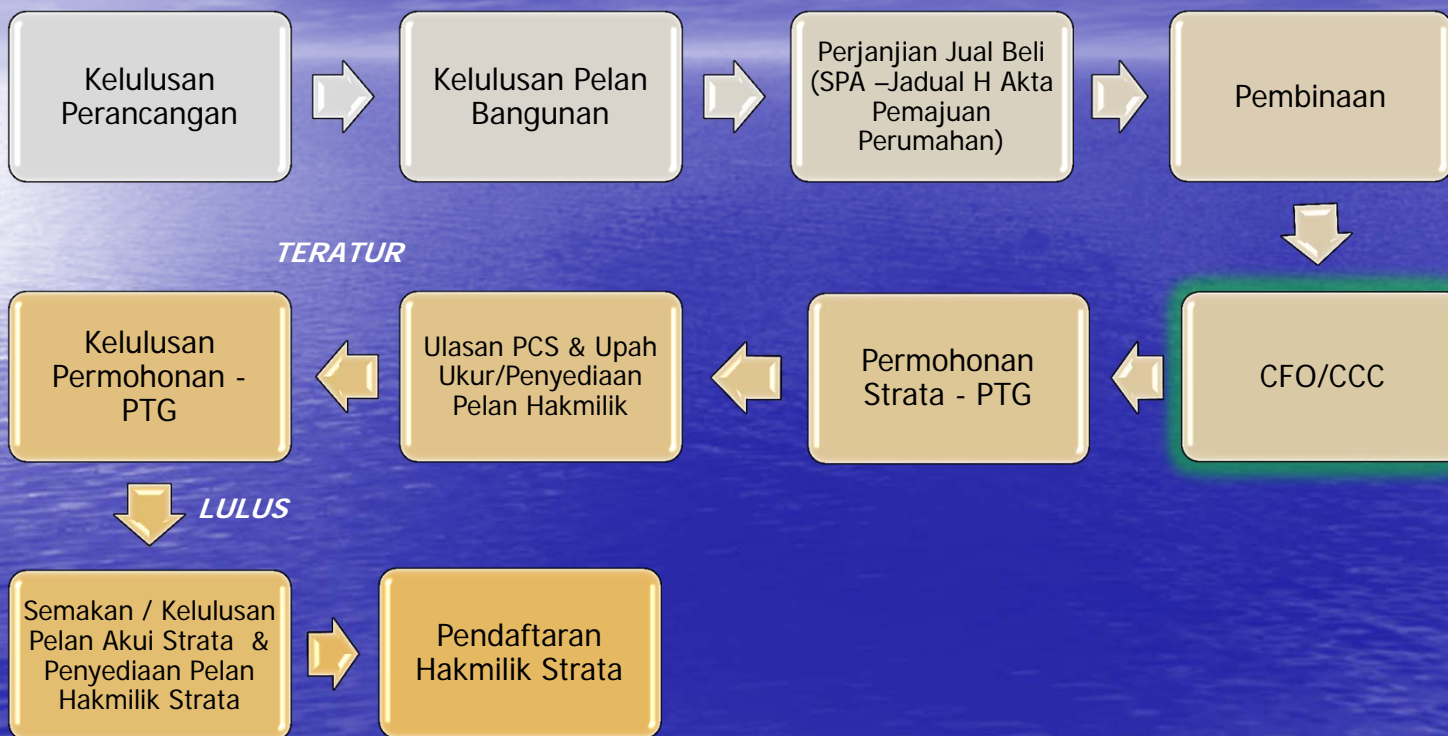 Kelulusan
Perancangan
Kelulusan Pelan
Bangunan
Perjanjian Jual Beli
(SPA –Jadual H Akta
Pemajuan
Perumahan)
Pembinaan
CFO/CCC
Permohonan
Strata - PTG
Ulasan PCS & Upah
Ukur/Penyediaan
Pelan Hakmilik
TERATUR
Kelulusan
Permohonan -
PTG
LULUS
Semakan / Kelulusan
Pelan Akui Strata &
Penyediaan Pelan
Hakmilik Strata
Pendaftaran
Hakmilik Strata